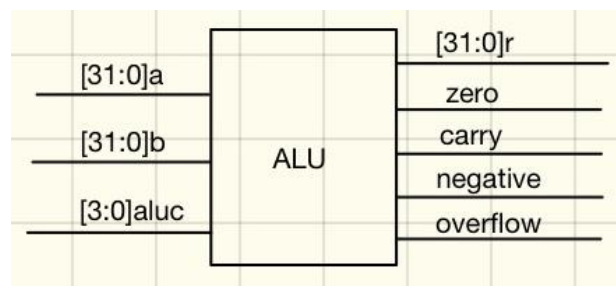 [31:0]a
[31:0]b
[3:0]aluc
ALU
[31:0]r
zero
carry
negative
overflow